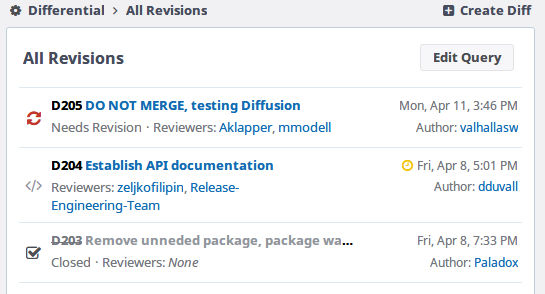 Differential > All Revisions
Create Diff
All Revisions
Edit Query
D205 DO NOT MERGE, testing Diffusion
Mon, Apr 11, 3:46 PM
Needs Revision · Reviewers: Aklapper, mmodell
Author: valhallasw
D204 Establish API documentation
Fri, Apr 8, 5:01 PM
Reviewers: zeljkofilipin, Release-
Engineering-Team
Author: dduvall
D203 Remove unneded package, package wa...
Fri, Apr 8, 7:33 PM
Closed · Reviewers: None
Author: Paladox